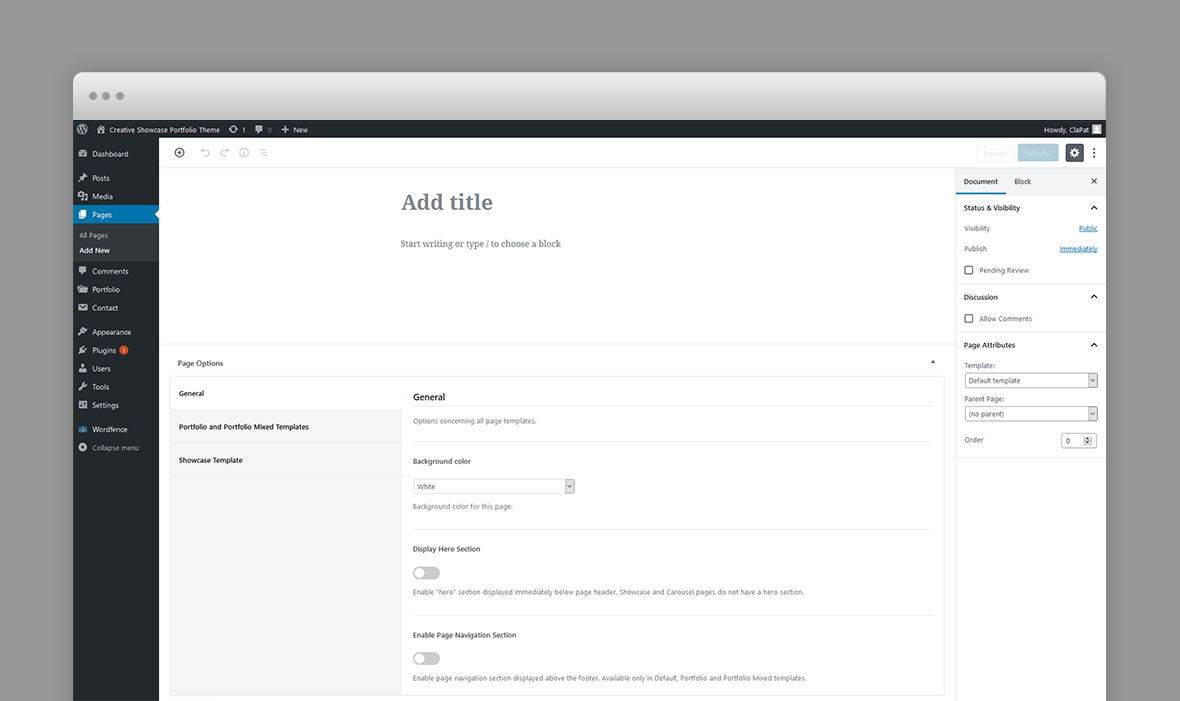 Creative Showcase Portfolio Theme 1 0 + New Howdy, ClaPat
Dashboard
Posts
Media
Pages
All Pages
Add New
Comments
Portfolio
Contact
Appearance
Plugins 1
Users
Tools
Settings
Wordfence
Collapse menu
Preview Publish...
Add title
Start writing or type / to choose a block
Page Options
General
Portfolio and Portfolio Mixed Templates
Showcase Template
General
Options concerning all page templates.
Background color
White
Background color for this page.
Display Hero Section
Enable "hero" section displayed immediately below page header. Showcase and Carousel pages do not have a hero section.
Enable Page Navigation Section
Enable page navigation section displayed above the footer. Available only in Default, Portfolio and Portfolio Mixed templates.
Document Block
Status & Visibility
Visibility Public
Publish Immediately
Pending Review
Discussion
Allow Comments
Page Attributes
Template:
Default template
Parent Page:
(no parent)
Order 0